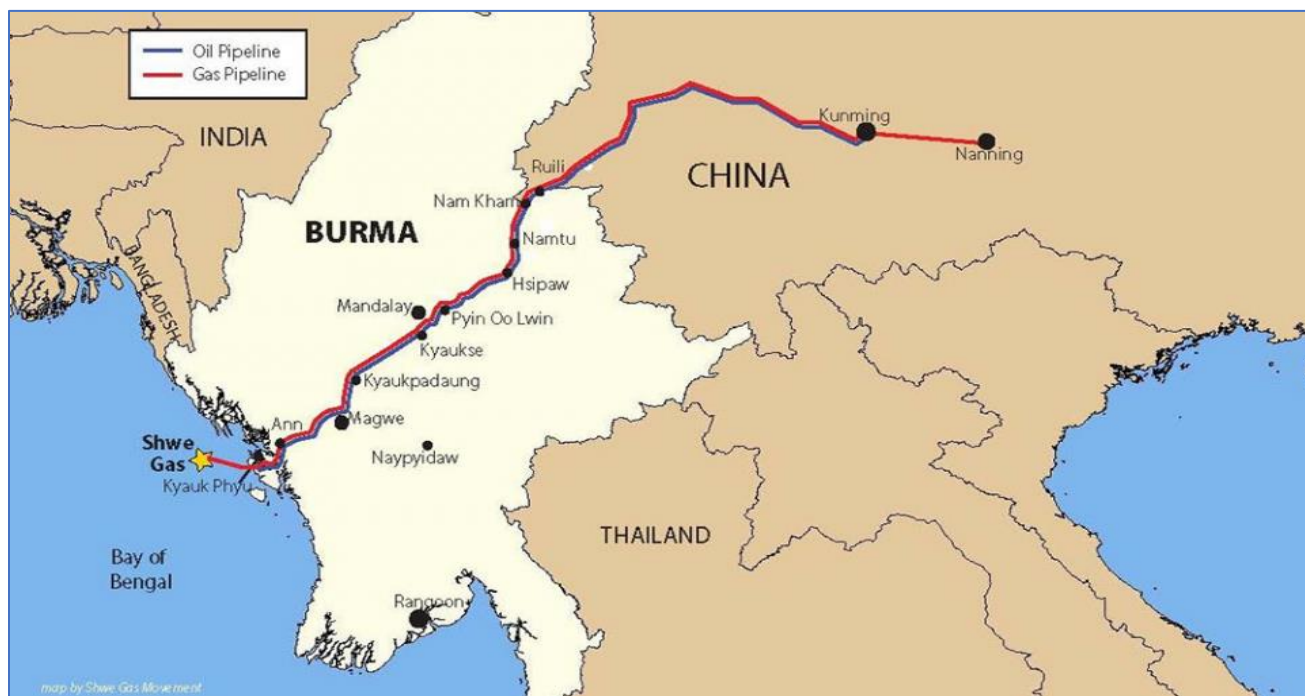 Oil Pipeline
Gas Pipeline
INDIA
Kunming
Nanning
CHINA
Ruili
Nam Kham
BURMA
Namtu
BANGLADESH
Hsipaw
Mandalay
Pyin Oo Lwin
Kyaukse
Kyaukpadaung
Magwe
Ann
Shwe
Gas
Naypyidaw
Kyauk Phyu
THAILAND
Bay of
Bengal
Rangoon
map by Shwe Gas Movement